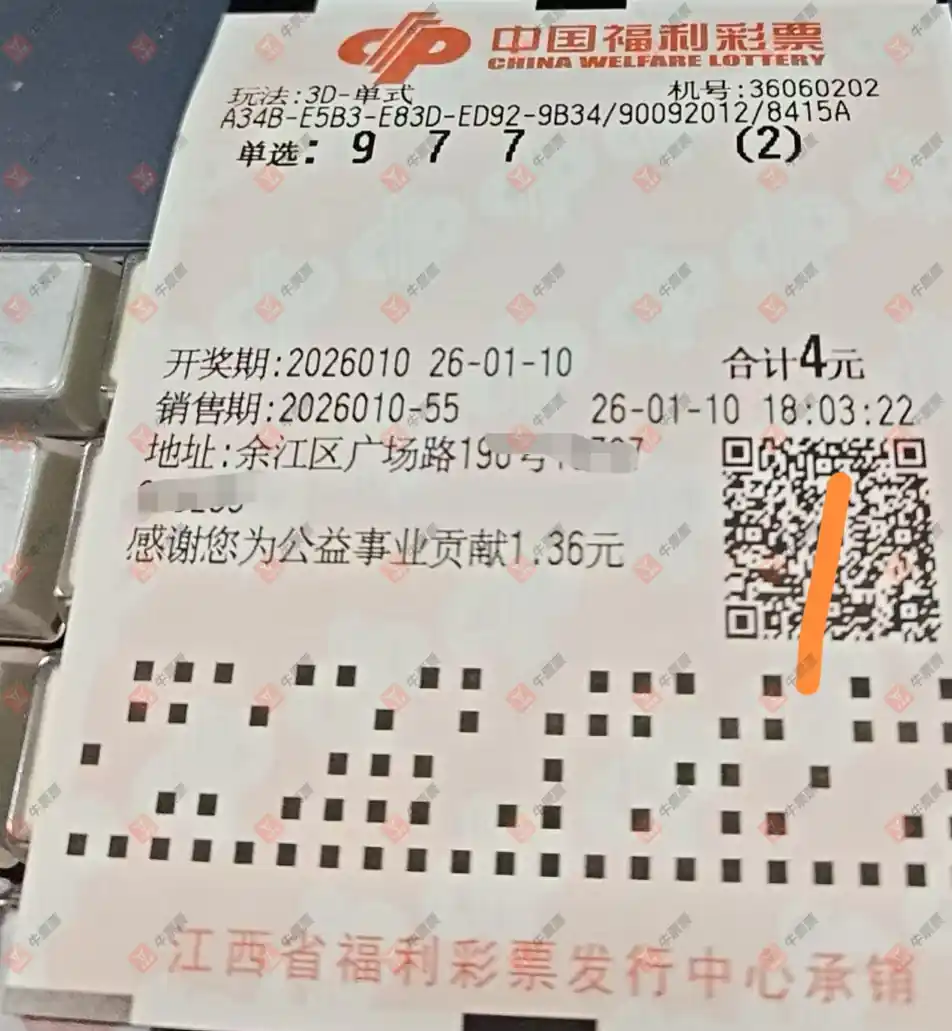 中国福利彩票
CHINA WELFARE LOTTERY
玩法:3D-单式 机号:36060202
A34B-E5B3-E83D-ED92-9B34/90092012/8415A
单选: 9 7 7 (2)
开奖期:2026010 26-01-10 合计4元
销售期:2026010-55 26-01-10 18:03:22
地址:余江区广场路
感谢您为公益事业贡献1.36元
江西省福利彩票发行中心承销
牛票票